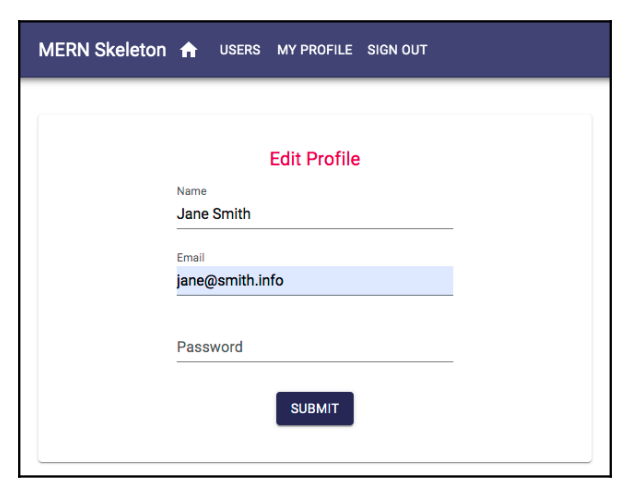 MERN Skeleton USERS MY PROFILE SIGN OUT
Edit Profile
Name
Jane Smith
Email
jane@smith.info
Password
SUBMIT